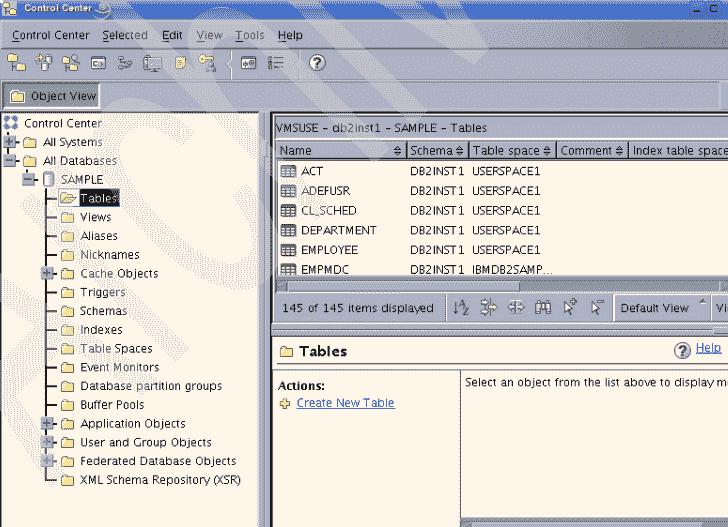 Control Center
Control Center Selected Edit View Tools Help
Object View
Control Center
All Systems
All Databases
SAMPLE
Tables
Views
Aliases
Nicknames
Cache Objects
Triggers
Schemas
Indexes
Table Spaces
Event Monitors
Database partition groups
Buffer Pools
Application Objects
User and Group Objects
Federated Database Objects
XML Schema Repository (XSR)
VMSUSE – db2inst1 – SAMPLE – Tables
Name Schema Table space Comment Index table space
ACT DB2INST1 USERSPACE1
ADEFUSR DB2INST1 USERSPACE1
CL_SCHED DB2INST1 USERSPACE1
DEPARTMENT DB2INST1 USERSPACE1
EMPLOYEE DB2INST1 USERSPACE1
EMPMDC DB2INST1 IBMDB2SAMP...
145 of 145 items displayed Default View Vi
Tables Help
Actions:
Create New Table
Select an object from the list above to display m